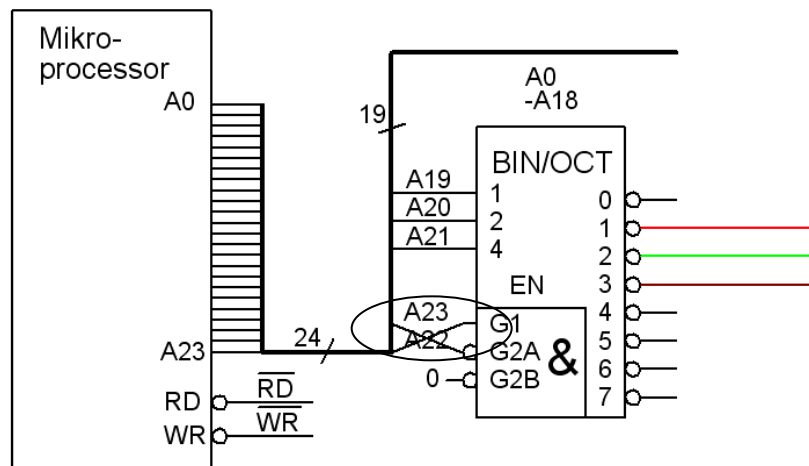 Mikro-
processor
A0
A23
RD
WR
RD
WR
24
19
A0
-A18
A19
A20
A21
A23
A22
0
BIN/OCT
1
2
4
EN
G1
G2A
G2B
&
0
1
2
3
4
5
6
7